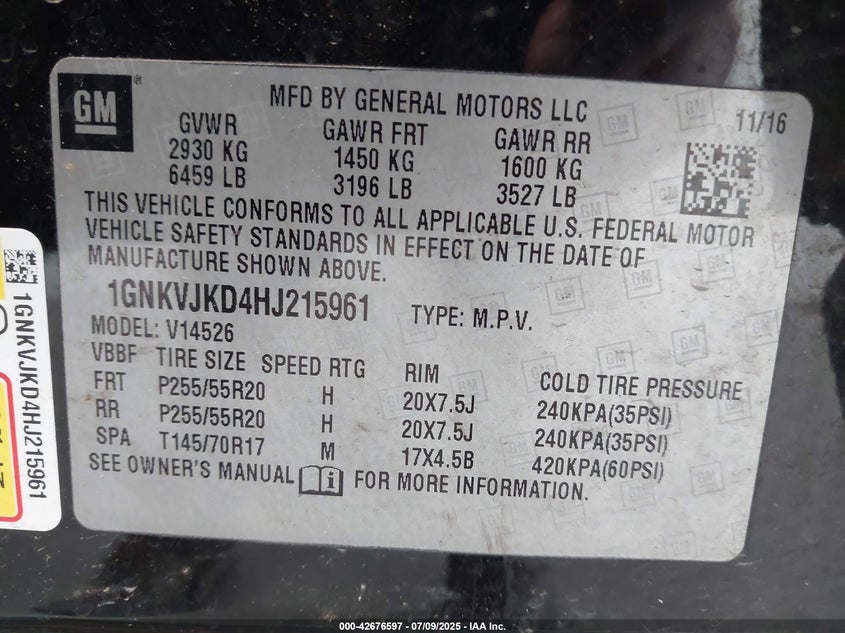 GM
MFD BY GENERAL MOTORS LLC
11/16
GVWR GAWR FRT GAWR RR
2930 KG 1450 KG 1600 KG
6459 LB 3196 LB 3527 LB
THIS VEHICLE CONFORMS TO ALL APPLICABLE U.S. FEDERAL MOTOR
VEHICLE SAFETY STANDARDS IN EFFECT ON THE DATE OF
MANUFACTURE SHOWN ABOVE.
1GNKVJKD4HJ215961 TYPE: M.P.V.
MODEL: V14526
VBBF TIRE SIZE SPEED RTG RIM COLD TIRE PRESSURE
FRT P255/55R20 H 20X7.5J 240KPA(35PSI)
RR P255/55R20 H 20X7.5J 240KPA(35PSI)
SPA T145/70R17 M 17X4.5B 420KPA(60PSI)
SEE OWNER'S MANUAL FOR MORE INFORMATION.
1GNKVJKD4HJ215961
000-42676597 - 07/09/2025 - IAA Inc.